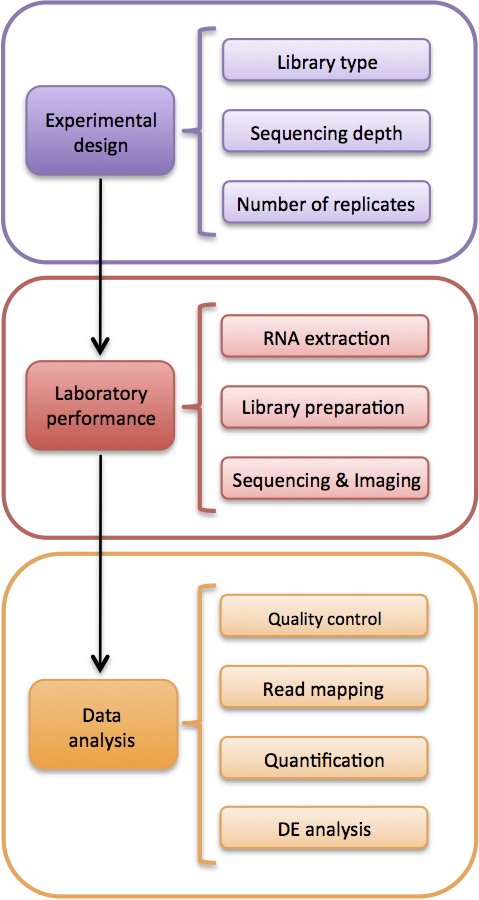 Experimental
design
Library type
Sequencing depth
Number of replicates
Laboratory
performance
RNA extraction
Library preparation
Sequencing & Imaging
Data
analysis
Quality control
Read mapping
Quantification
DE analysis